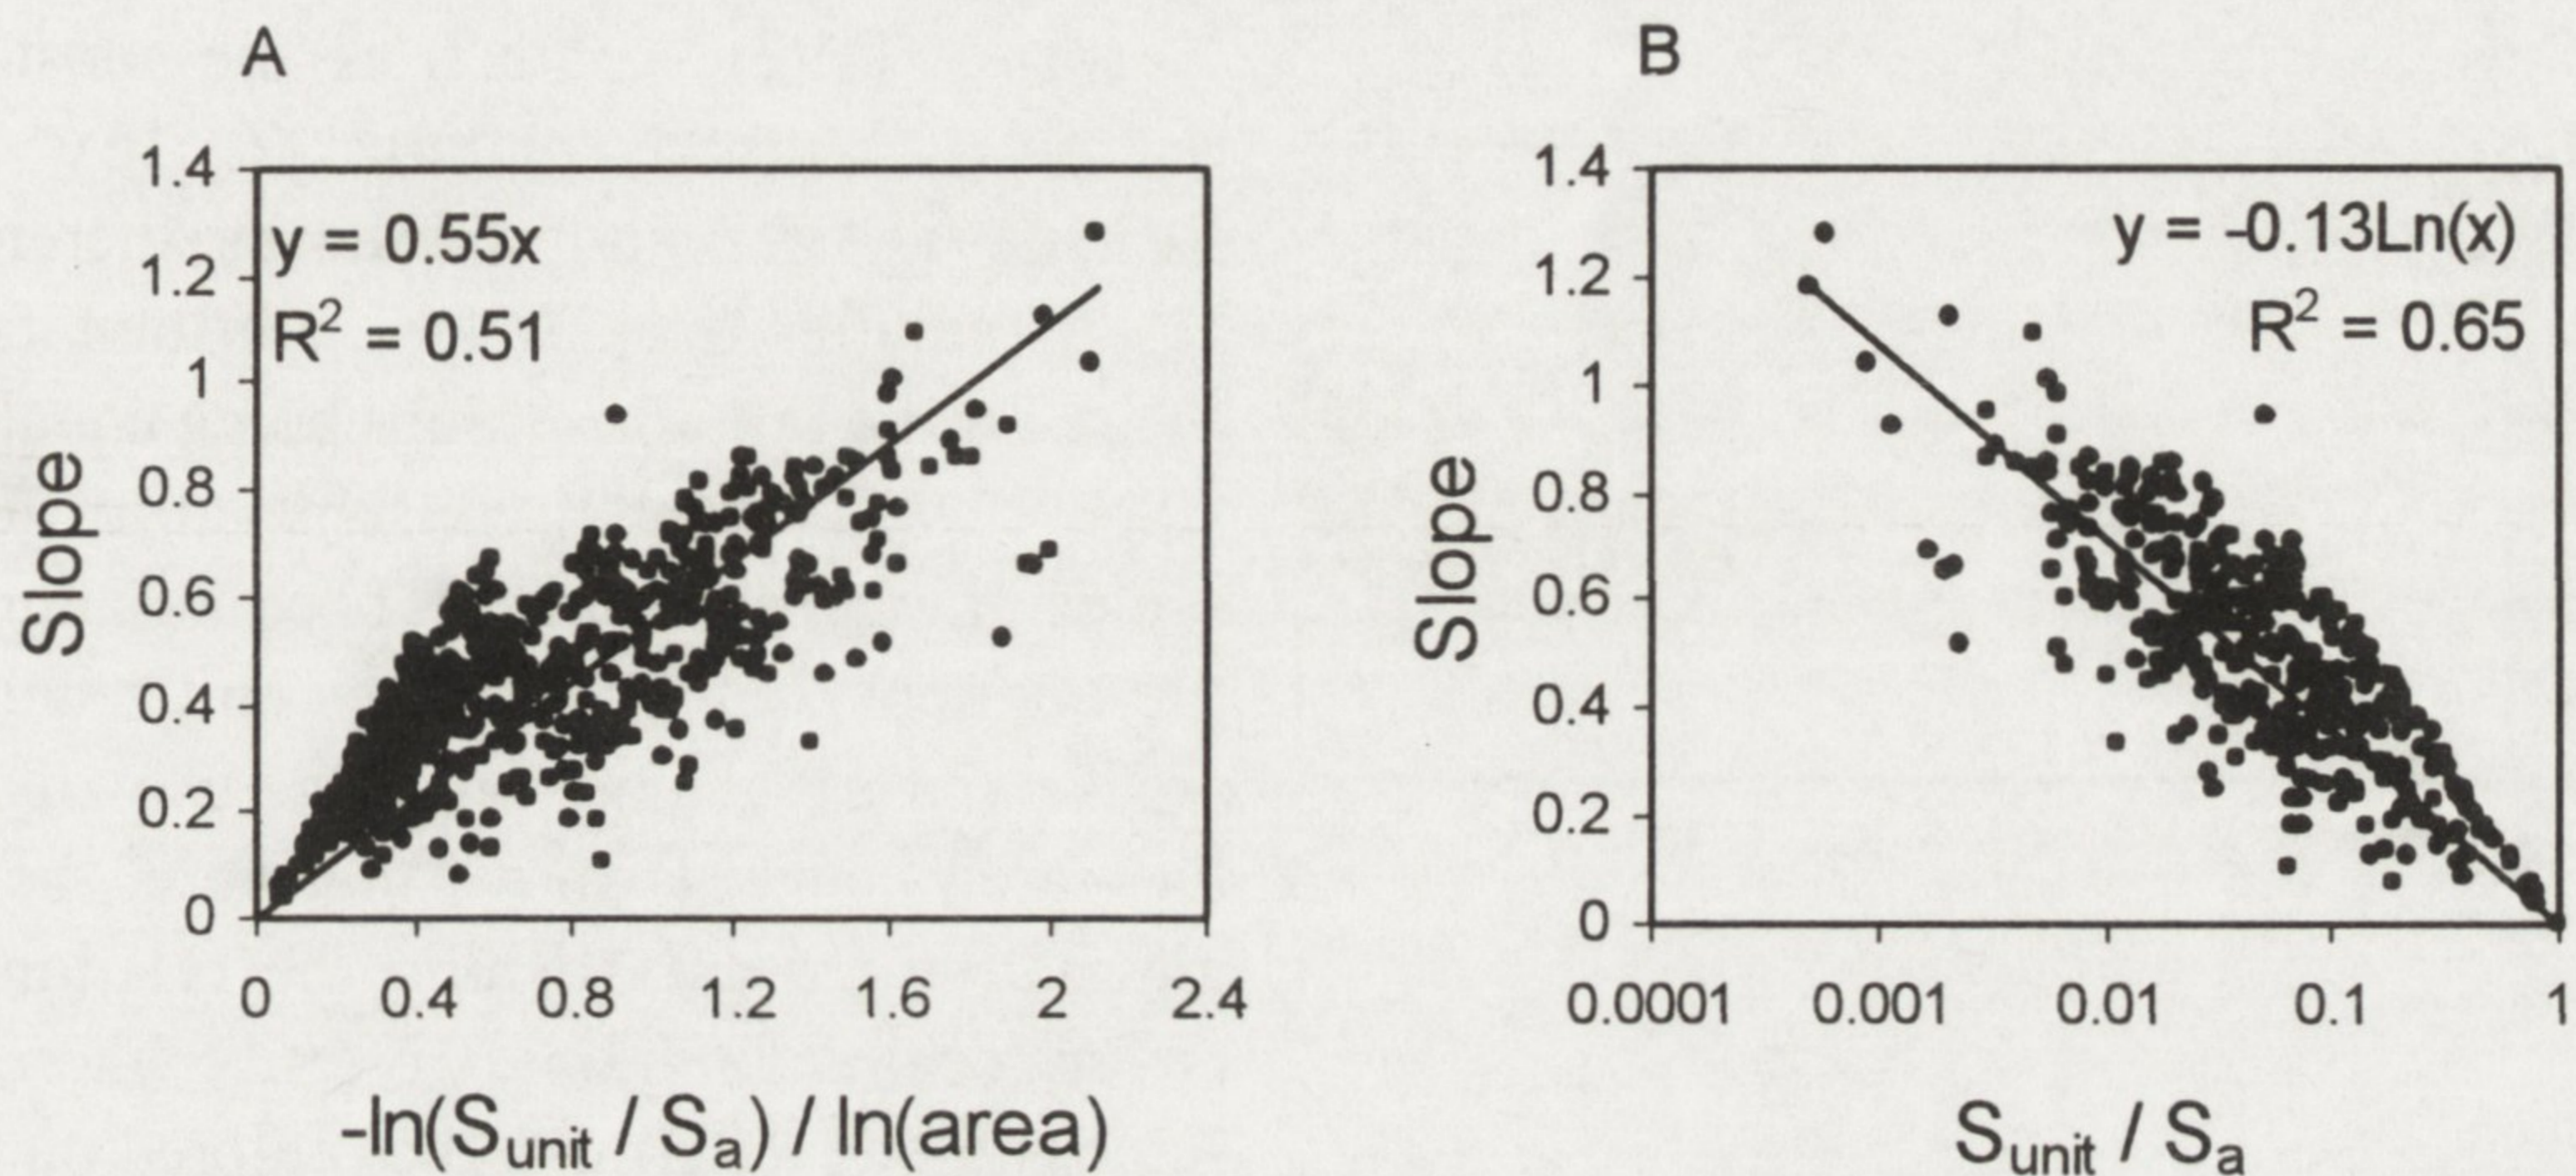 A
1.4
1.2
1
0.8
0.6
0.4
0.2
0
y = 0.55x
R² = 0.51
Slope
0 0.4 0.8 1.2 1.6 2 2.4
-ln(Sunit / Sa) / ln(area)
B
1.4
1.2
1
0.8
0.6
0.4
0.2
0
y = -0.13Ln(x)
R² = 0.65
Slope
0.0001 0.001 0.01 0.1 1
Sunit / Sa